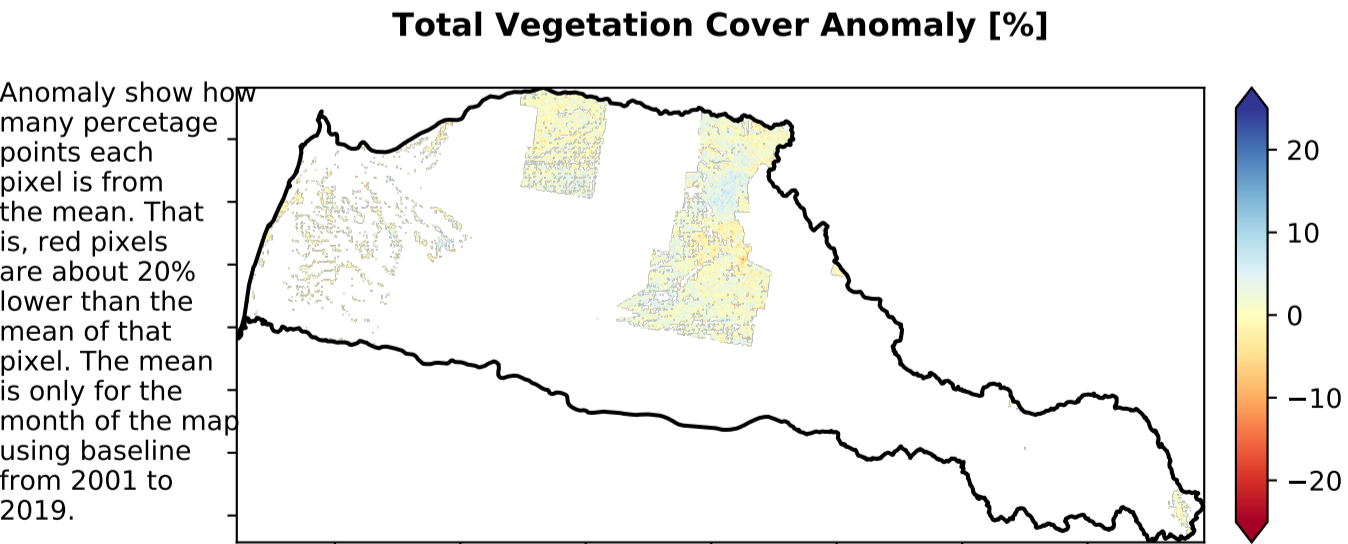 Total Vegetation Cover Anomaly [%]
Anomaly show how
many percetage
points each
pixel is from
the mean. That
is, red pixels
are about 20%
lower than the
mean of that
pixel. The mean
is only for the
month of the map
using baseline
from 2001 to
2019.
20
10
0
−10
−20